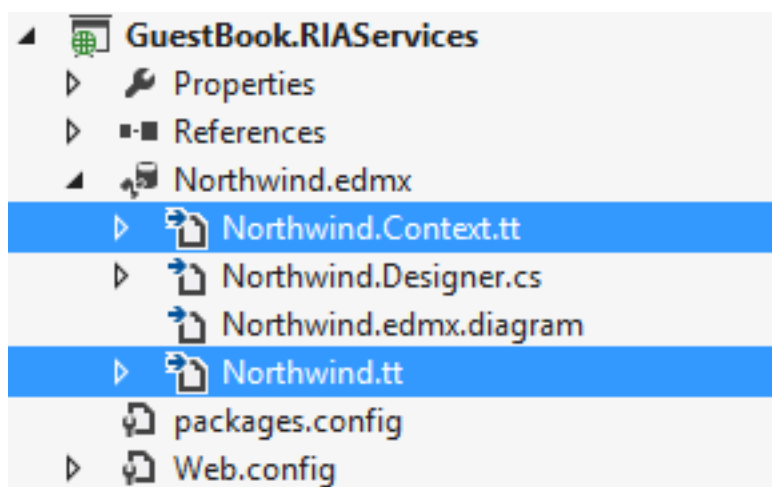 GuestBook.RIAServices
Properties
References
Northwind.edmx
Northwind.Context.tt
Northwind.Designer.cs
Northwind.edmx.diagram
Northwind.tt
packages.config
Web.config